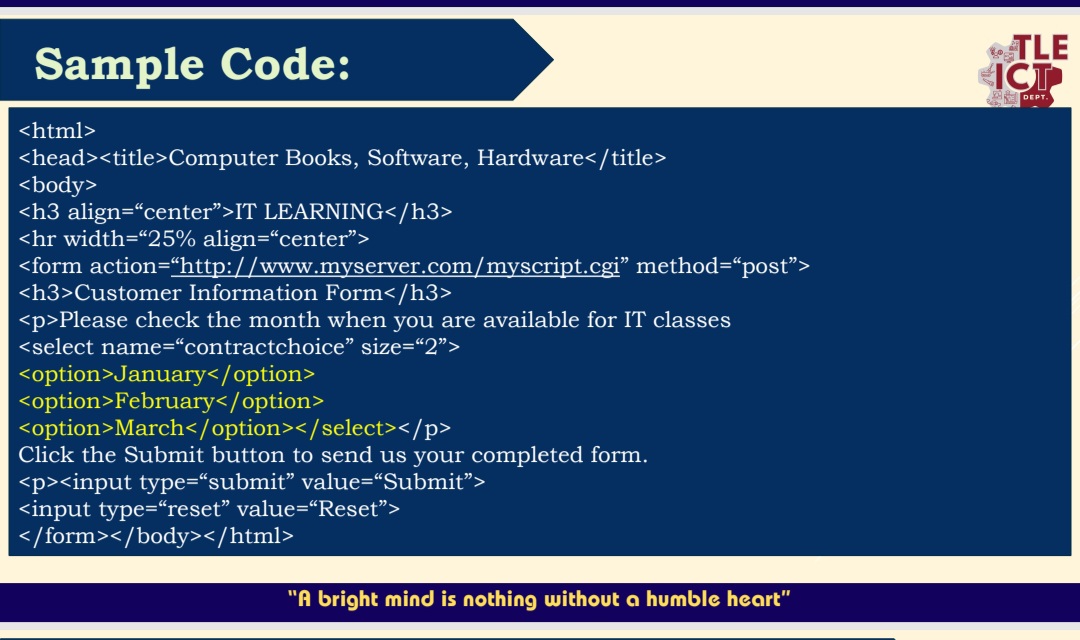 Sample Code:
TLE
ICT
DEPT.
<html>
<head><title>Computer Books, Software, Hardware</title>
<body>
<h3 align=“center”>IT LEARNING</h3>
<hr width=“25% align=“center”>
<form action=“http://www.myserver.com/myscript.cgi” method=“post”>
<h3>Customer Information Form</h3>
<p>Please check the month when you are available for IT classes
<select name=“contractchoice” size=“2”>
<option>January</option>
<option>February</option>
<option>March</option></select></p>
Click the Submit button to send us your completed form.
<p><input type=“submit” value=“Submit”>
<input type=“reset” value=“Reset”>
</form></body></html>
“A bright mind is nothing without a humble heart”